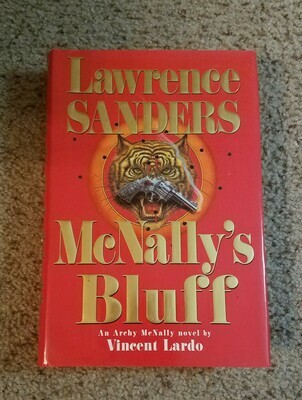 Lawrence
SANDERS
McNally's
Bluff
An Archy McNally novel by
Vincent Lardo